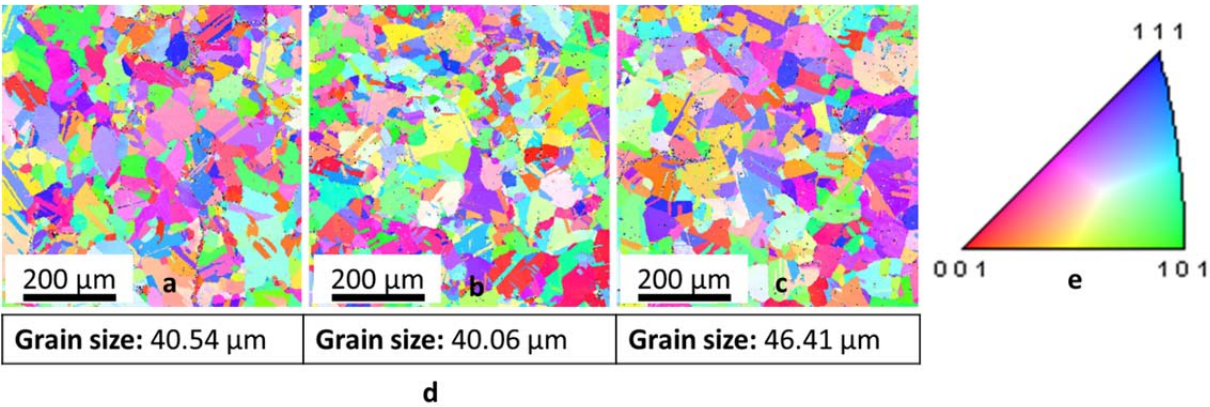 200 μm
a
200 μm
b
200 μm
c
Grain size: 40.54 μm
Grain size: 40.06 μm
Grain size: 46.41 μm
d
1 1 1
0 0 1
1 0 1
e